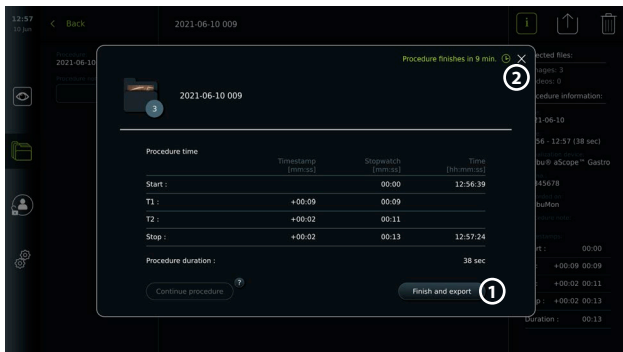 12:57
10 Jun
Back
2021-06-10 009
i
Procedure finishes in 9 min.
2
2021-06-10
3
2021-06-10 009
Procedure time
Timestamp [mm:ss]
Stopwatch [mm:ss]
Time [hh:mm:ss]
Start : 00:00 12:56:39
T1 : +00:09 00:09
T2 : +00:02 00:11
Stop : +00:02 00:13 12:57:24
Procedure duration : 38 sec
Continue procedure
?
Finish and export
1
ected files:
mages: 3
deos: 0
cedure information:
21-06-10
56 - 12:57 (38 sec)
bu® aScope™ Gastro
345678
buMon
rt : 00:00
: +00:09 00:09
: +00:02 00:11
p : +00:02 00:13
Duration : 00:13